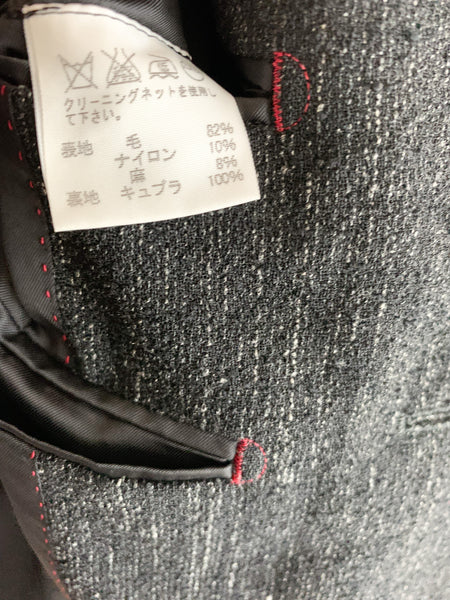 クリーニングネットを使用し
て下さい。
表地 毛 82%
ナイロン 10%
麻 8%
裏地 キュプラ 100%